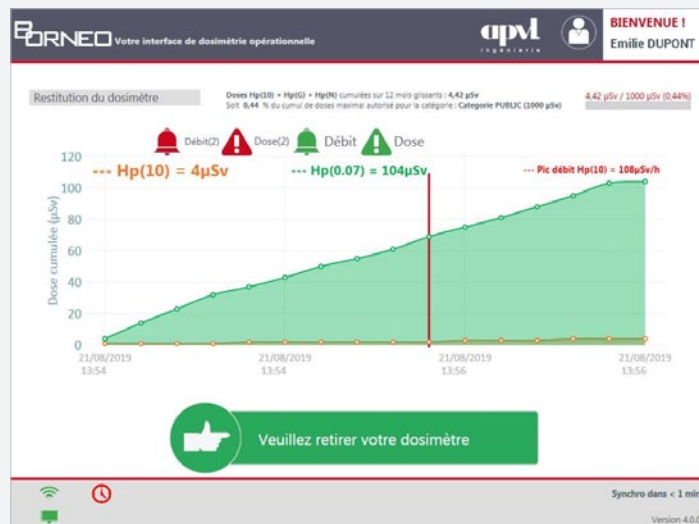 BORNEO Votre interface de dosimétrie opérationnelle
apvl
ingénierie
BIENVENUE !
Emilie DUPONT
Restitution du dosimètre
Doses Hp(10) + Hp(G) + Hp(N) cumulées sur 12 mois glissants : 4,42 µSv
Soit 0,44 % du cumul de doses maximal autorisé pour la catégorie : Categorie PUBLIC (1000 µSv)
4,42 µSv / 1000 µSv (0,44%)
Débit(2) Dose(2) Débit Dose
--- Hp(10) = 4µSv
--- Hp(0.07) = 104µSv
--- Pic débit Hp(10) = 108µSv/h
Dose cumulée (µSv)
120
100
80
60
40
20
0
21/08/2019
13:54
21/08/2019
13:54
21/08/2019
13:56
21/08/2019
13:56
Veuillez retirer votre dosimètre
Synchro dans < 1 min
Version 4.0.0